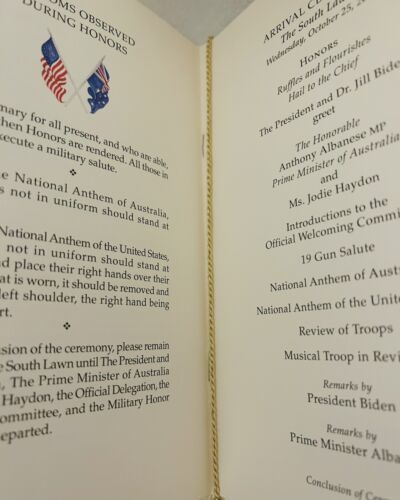 OMS OBSERVED
DURING HONORS
mary for all present, and who are able,
hen Honors are rendered. All those in
xecute a military salute.
e National Anthem of Australia,
s not in uniform should stand at
National Anthem of the United States,
not in uniform should stand at
d place their right hands over their
at is worn, it should be removed and
left shoulder, the right hand being
rt.
sion of the ceremony, please remain
e South Lawn until The President and
n, The Prime Minister of Australia
Haydon, the Official Delegation, the
ommittee, and the Military Honor
eparted.
ARRIVAL CE
The South Law
Wednesday, October 25, 20
HONORS
Ruffles and Flourishes
Hail to the Chief
The President and Dr. Jill Bide
greet
The Honorable
Anthony Albanese MP
Prime Minister of Australia
and
Ms. Jodie Haydon
Introductions to the
Official Welcoming Commi
19 Gun Salute
National Anthem of Aust
National Anthem of the Unite
Review of Troops
Musical Troop in Revi
Remarks by
President Biden
Remarks by
Prime Minister Alba
Conclusion of Cer